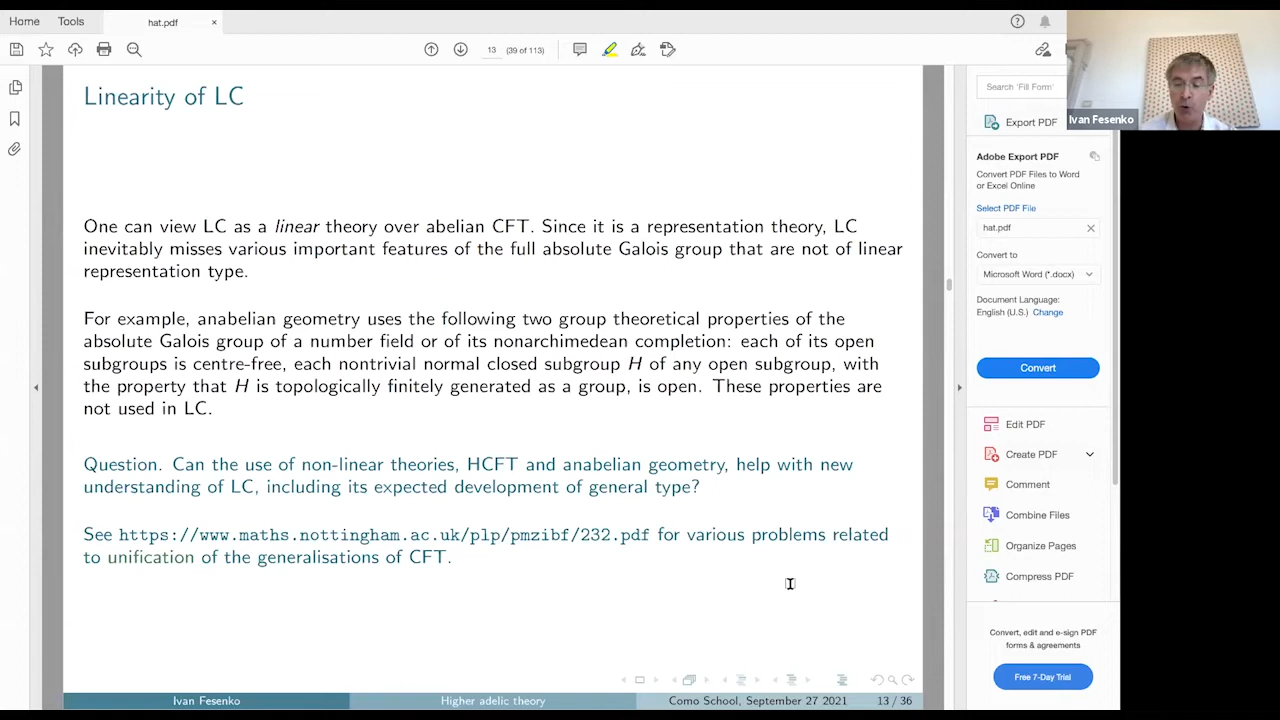 Home
Tools
hat.pdf
×
13
(39 of 113)
Linearity of LC
One can view LC as a linear theory over abelian CFT. Since it is a representation theory, LC
inevitably misses various important features of the full absolute Galois group that are not of linear
representation type.
For example, anabelian geometry uses the following two group theoretical properties of the
absolute Galois group of a number field or of its nonarchimedean completion: each of its open
subgroups is centre-free, each nontrivial normal closed subgroup H of any open subgroup, with
the property that H is topologically finitely generated as a group, is open. These properties are
not used in LC.
Question. Can the use of non-linear theories, HCFT and anabelian geometry, help with new
understanding of LC, including its expected development of general type?
See https://www.maths.nottingham.ac.uk/plp/pmzibf/232.pdf for various problems related
to unification of the generalisations of CFT.
Ivan Fesenko
Higher adelic theory
Como School, September 27 2021
13 / 36
Ivan Fesenko
Search 'Fill Form'
Export PDF
Adobe Export PDF
Convert PDF Files to Word
or Excel Online
Select PDF File
hat.pdf
Convert to
Microsoft Word (*.docx)
Document Language:
English (U.S.) Change
Convert
Edit PDF
Create PDF
Comment
Combine Files
Organize Pages
Compress PDF
Convert, edit and e-sign PDF
forms & agreements
Free 7-Day Trial